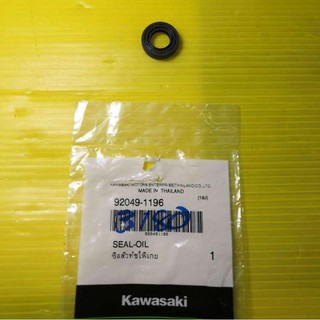 KAWASAKI MOTORS ENTERPRISE (THAILAND) CO., LTD.
MADE IN THAILAND
92049-1196
SEAL-OIL
1
Kawasaki